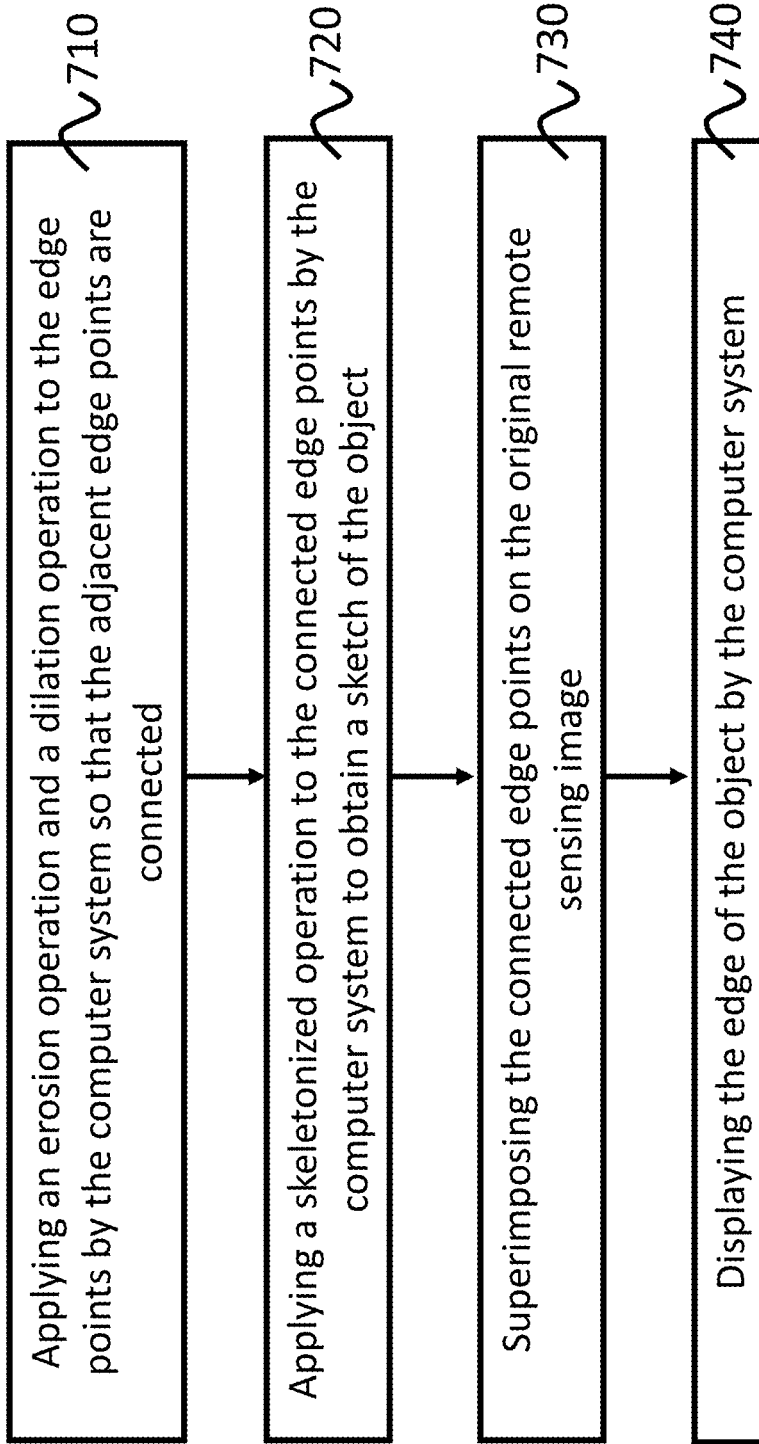 Applying an erosion operation and a dilation operation to the edge
points by the computer system so that the adjacent edge points are
connected
710
Applying a skeletonized operation to the connected edge points by the
computer system to obtain a sketch of the object
720
Superimposing the connected edge points on the original remote
sensing image
730
Displaying the edge of the object by the computer system
740